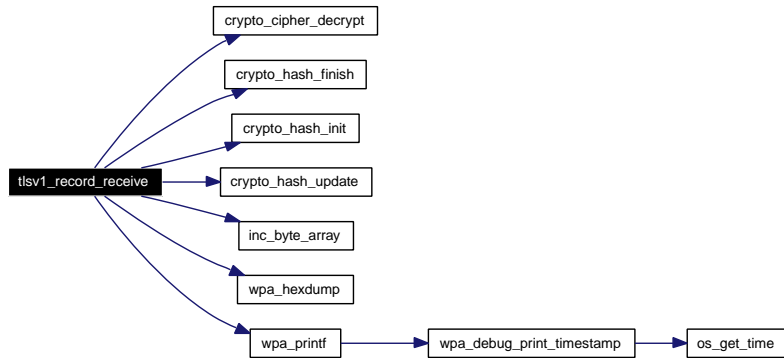 crypto_cipher_decrypt
crypto_hash_finish
crypto_hash_init
tlsv1_record_receive
crypto_hash_update
inc_byte_array
wpa_hexdump
wpa_printf
wpa_debug_print_timestamp
os_get_time